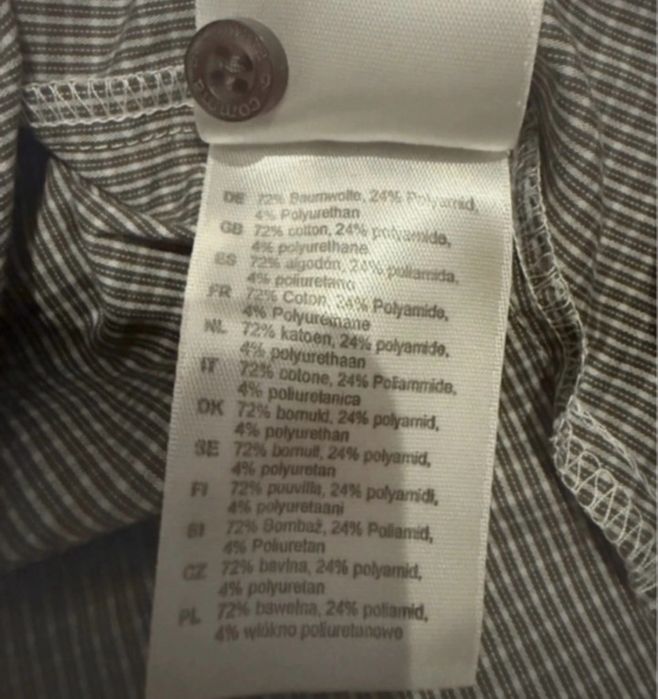 DE 72% Baumwolle, 24% Polyamid,
4% Polyurethan
GB 72% cotton, 24% polyamide,
4% polyurethane
ES 72% algodón, 24% poliamida,
4% poliuretano
FR 72% Coton, 24% Polyamide,
4% Polyuréthane
NL 72% katoen, 24% polyamide,
4% polyurethaan
IT 72% cotone, 24% Poliammide,
4% poliuretanica
DK 72% bomuld, 24% polyamid,
4% polyurethan
SE 72% bomull, 24% polyamid,
4% polyuretan
FI 72% puuvilla, 24% polyamidi,
4% polyuretaani
SI 72% Bombaž, 24% Poliamid,
4% Poliuretan
CZ 72% bavlna, 24% polyamid,
4% polyuretan
PL 72% bawełna, 24% poliamid,
4% włókno poliuretanowe